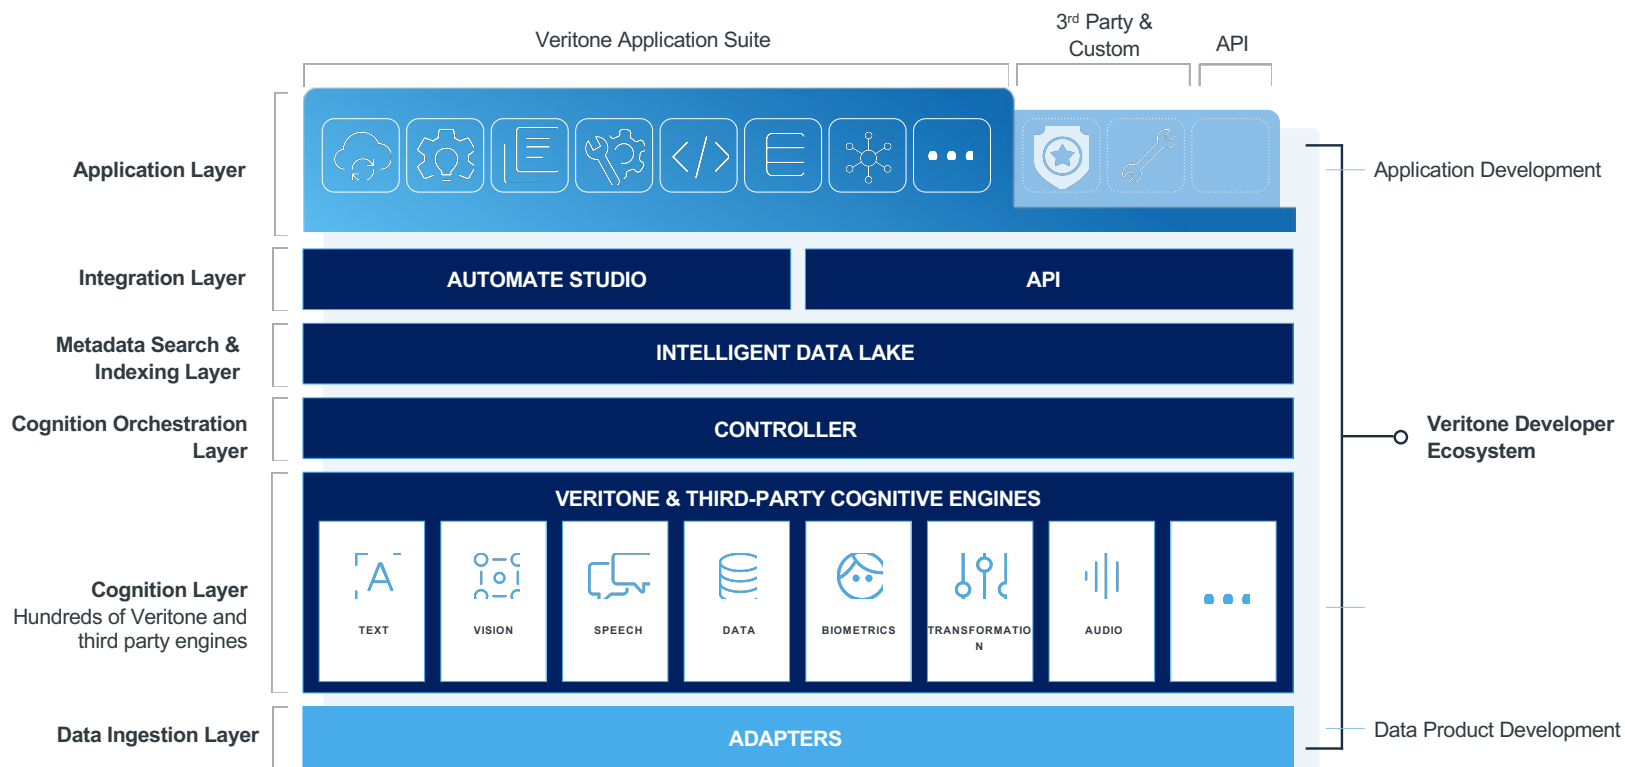 Veritone Application Suite
3rd Party &
Custom
API
Application Layer
Application Development
Integration Layer
AUTOMATE STUDIO
API
Metadata Search &
Indexing Layer
INTELLIGENT DATA LAKE
Cognition Orchestration
Layer
CONTROLLER
Veritone Developer
Ecosystem
VERITONE & THIRD-PARTY COGNITIVE ENGINES
Cognition Layer
Hundreds of Veritone and
third party engines
A
TEXT
VISION
SPEECH
DATA
BIOMETRICS
TRANSFORMATIO
N
AUDIO
Data Ingestion Layer
ADAPTERS
Data Product Development